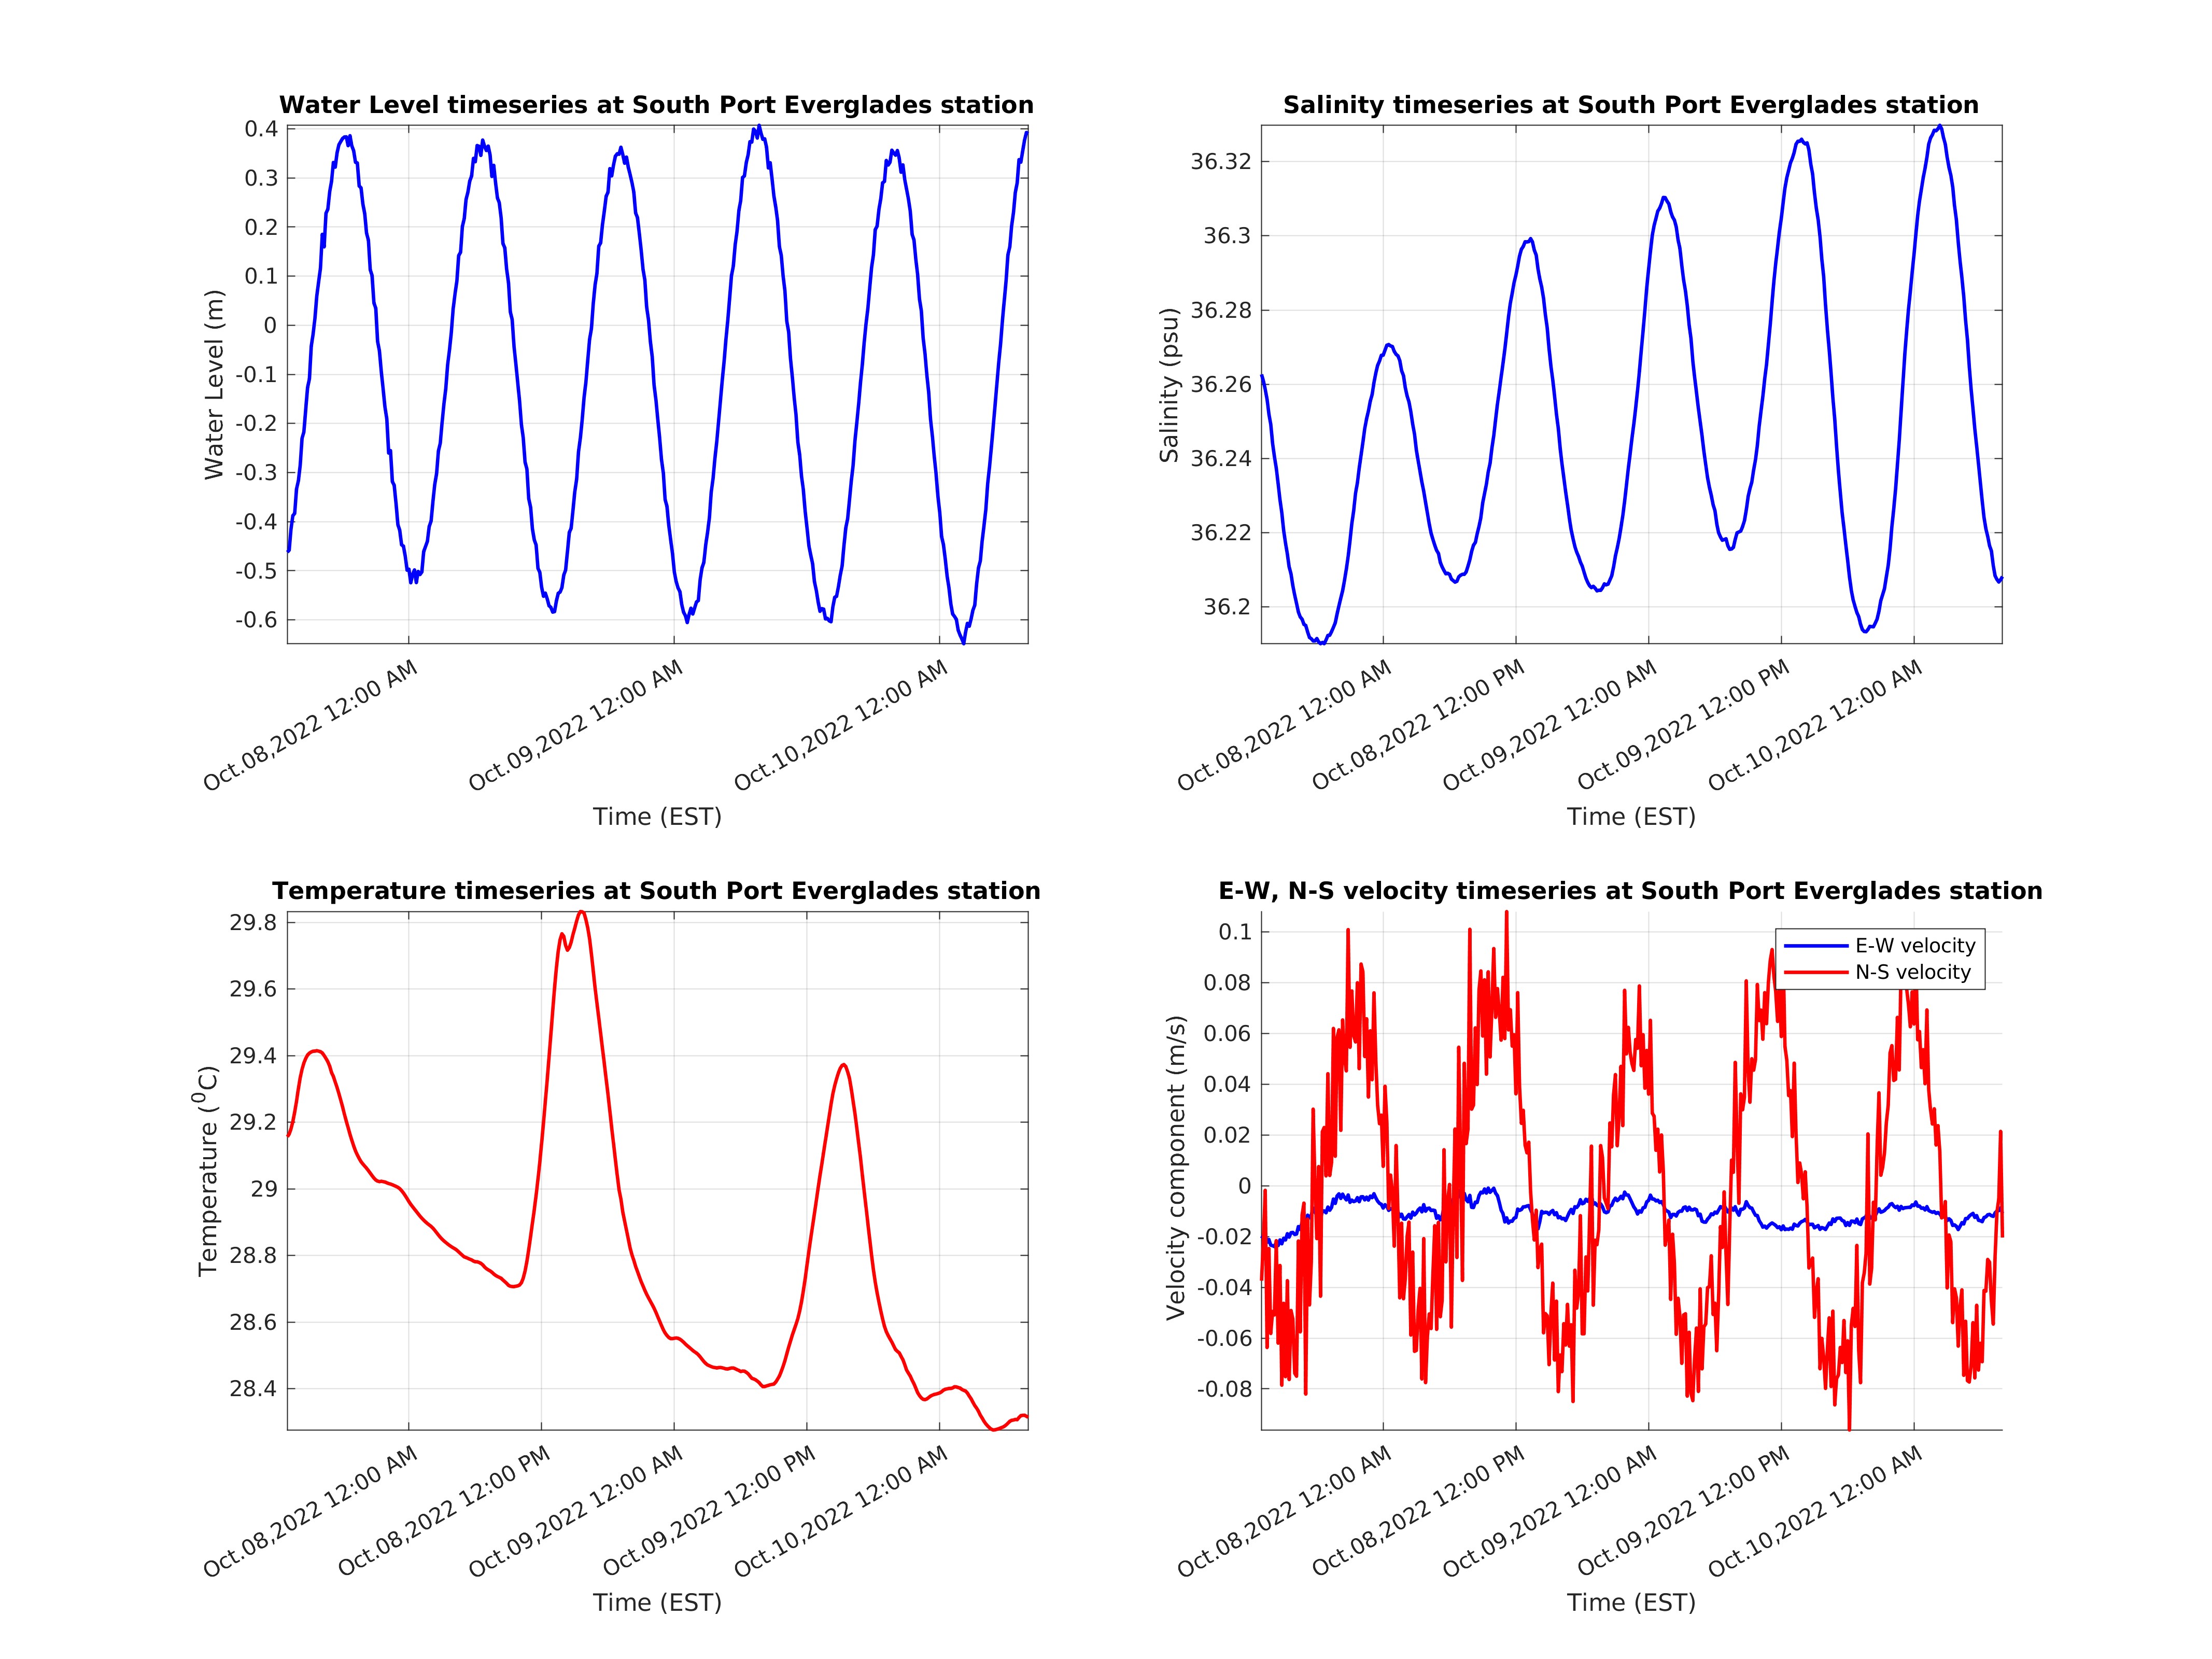 Water Level timeseries at South Port Everglades station
Water Level (m)
0.4
0.3
0.2
0.1
0
-0.1
-0.2
-0.3
-0.4
-0.5
-0.6
Oct.08,2022 12:00 AM
Oct.09,2022 12:00 AM
Oct.10,2022 12:00 AM
Time (EST)
Salinity timeseries at South Port Everglades station
Salinity (psu)
36.32
36.3
36.28
36.26
36.24
36.22
36.2
Oct.08,2022 12:00 AM
Oct.08,2022 12:00 PM
Oct.09,2022 12:00 AM
Oct.09,2022 12:00 PM
Oct.10,2022 12:00 AM
Time (EST)
Temperature timeseries at South Port Everglades station
Temperature (⁰C)
29.8
29.6
29.4
29.2
29
28.8
28.6
28.4
Oct.08,2022 12:00 AM
Oct.08,2022 12:00 PM
Oct.09,2022 12:00 AM
Oct.09,2022 12:00 PM
Oct.10,2022 12:00 AM
Time (EST)
E-W, N-S velocity timeseries at South Port Everglades station
Velocity component (m/s)
0.1
0.08
0.06
0.04
0.02
0
-0.02
-0.04
-0.06
-0.08
E-W velocity
N-S velocity
Oct.08,2022 12:00 AM
Oct.08,2022 12:00 PM
Oct.09,2022 12:00 AM
Oct.09,2022 12:00 PM
Oct.10,2022 12:00 AM
Time (EST)